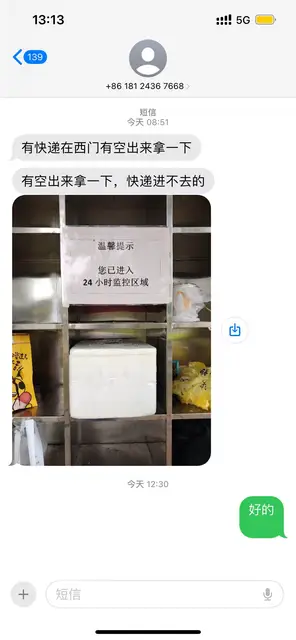 13:13
5G
139
+86 181 2436 7668
短信
今天 08:51
有快递在西门有空出来拿一下
有空出来拿一下，快递进不去的
温馨提示
您已进入
24 小时监控区域
今天 12:30
好的
短信